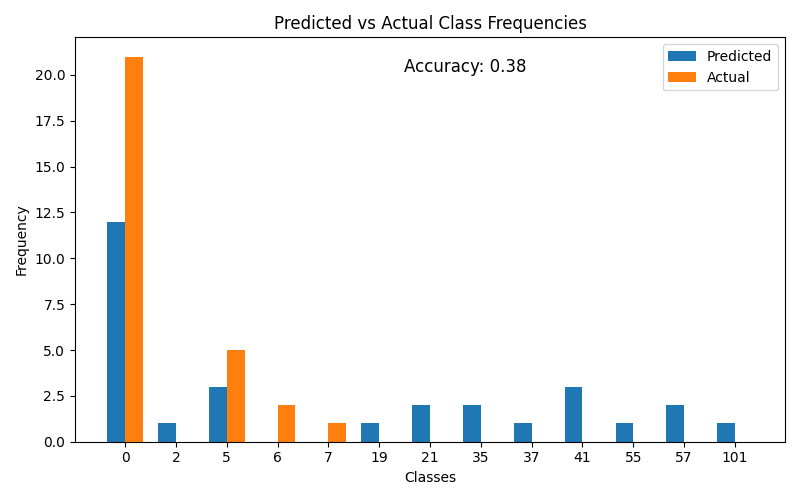 Predicted vs Actual Class Frequencies
Accuracy: 0.38
Predicted
Actual
20.0
17.5
15.0
12.5
10.0
7.5
5.0
2.5
0.0
Frequency
0 2 5 6 7 19 21 35 37 41 55 57 101
Classes